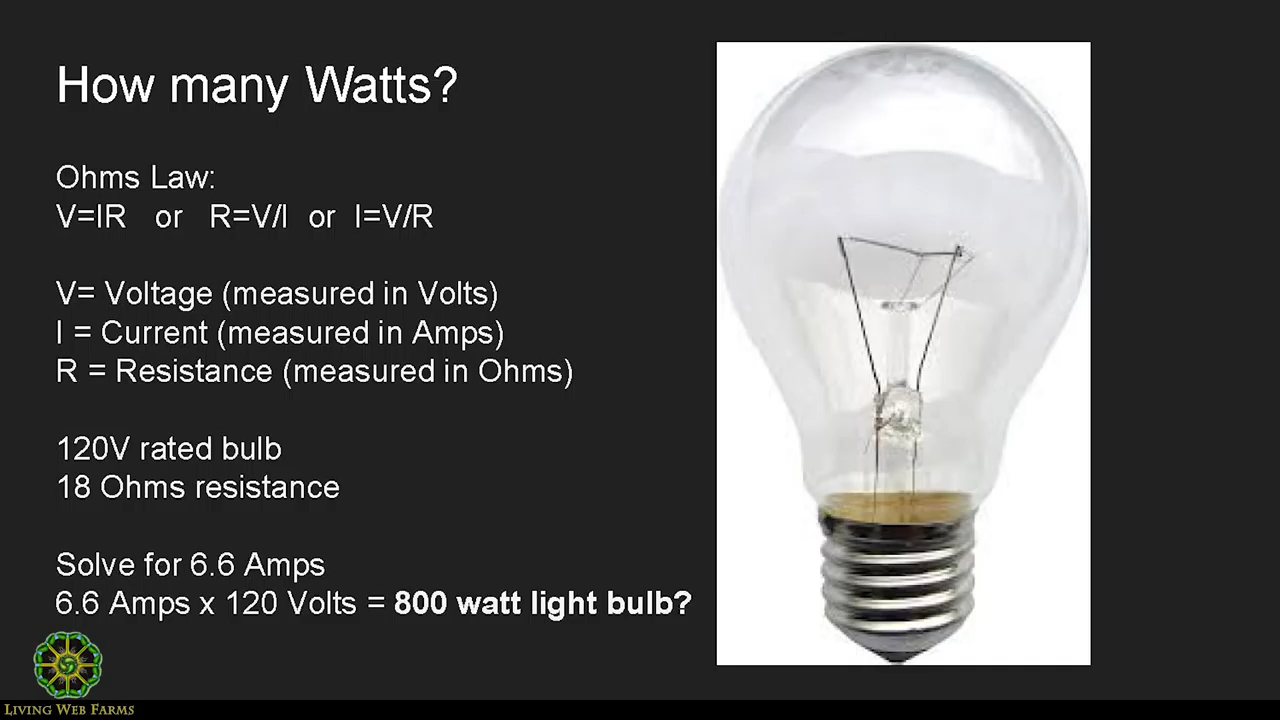 How many Watts?
Ohms Law:
V=IR or R=V/I or I=V/R
V= Voltage (measured in Volts)
I = Current (measured in Amps)
R = Resistance (measured in Ohms)
120V rated bulb
18 Ohms resistance
Solve for 6.6 Amps
6.6 Amps x 120 Volts = 800 watt light bulb?
LIVING WEB FARMS